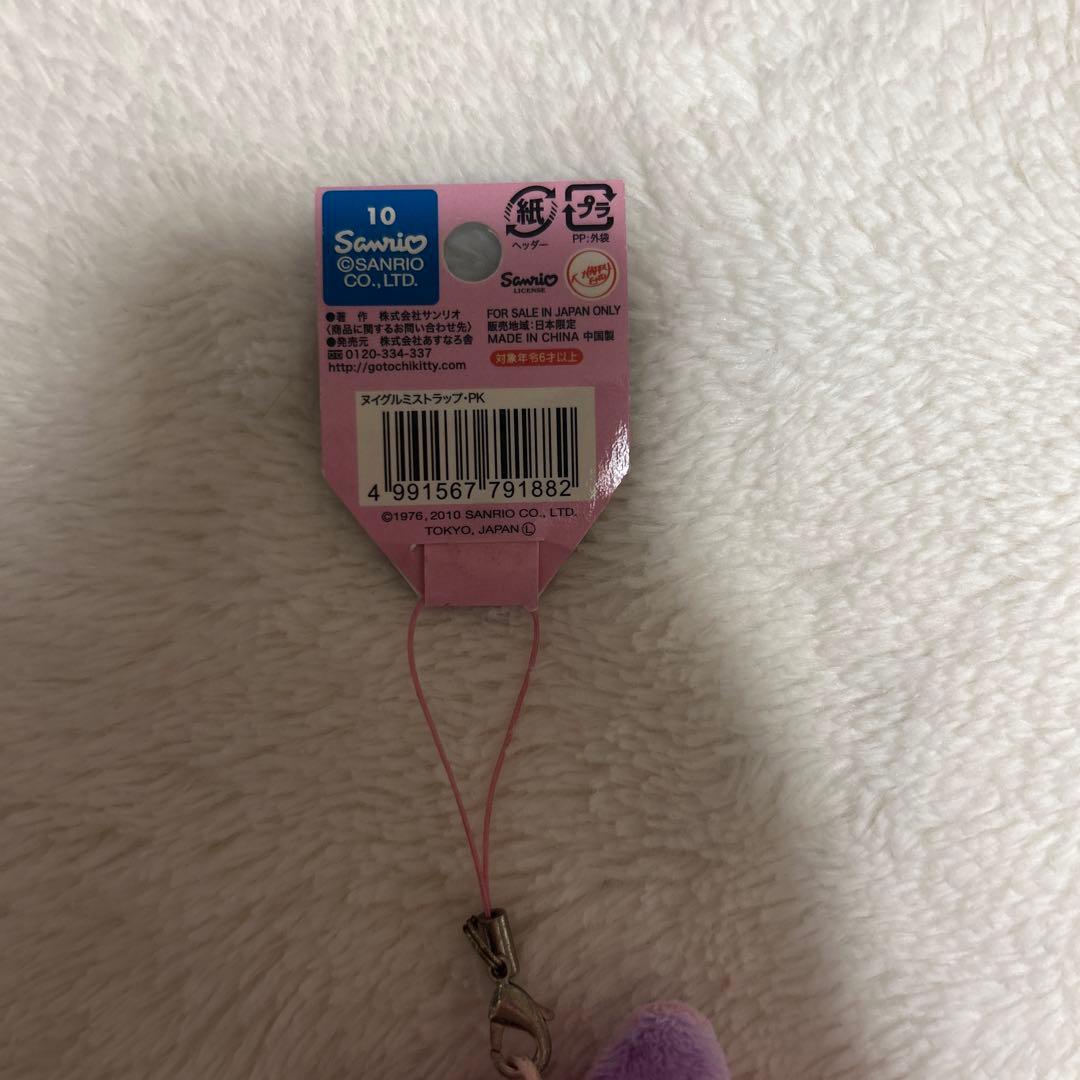 10
Sanrio
©SANRIO
CO.,LTD.
紙
ヘッダー
プラ
PP:外袋
Sanrio
LICENSE
HAPPY
●著 作 株式会社サンリオ
〈商品に関するお問い合わせ先〉
●発売元 株式会社あすなろ舎
0120-334-337
http://gotochikitty.com
FOR SALE IN JAPAN ONLY
販売地域:日本限定
MADE IN CHINA 中国製
対象年令6才以上
ヌイグルミストラップ・PK
4 991567 791882
©1976, 2010 SANRIO CO., LTD.
TOKYO, JAPAN Ⓛ